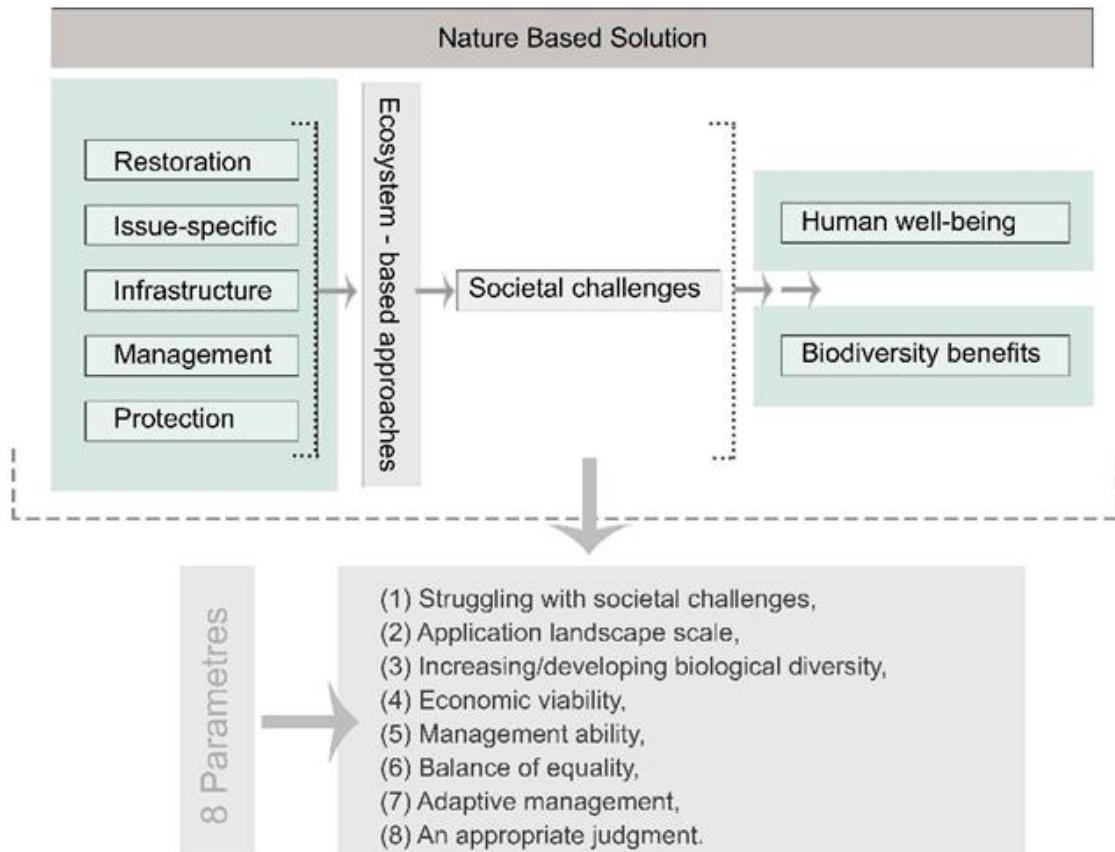 Nature Based Solution
Restoration
Issue-specific
Infrastructure
Management
Protection
Ecosystem - based approaches
Societal challenges
Human well-being
Biodiversity benefits
8 Parametres
(1) Struggling with societal challenges,
(2) Application landscape scale,
(3) Increasing/developing biological diversity,
(4) Economic viability,
(5) Management ability,
(6) Balance of equality,
(7) Adaptive management,
(8) An appropriate judgment.